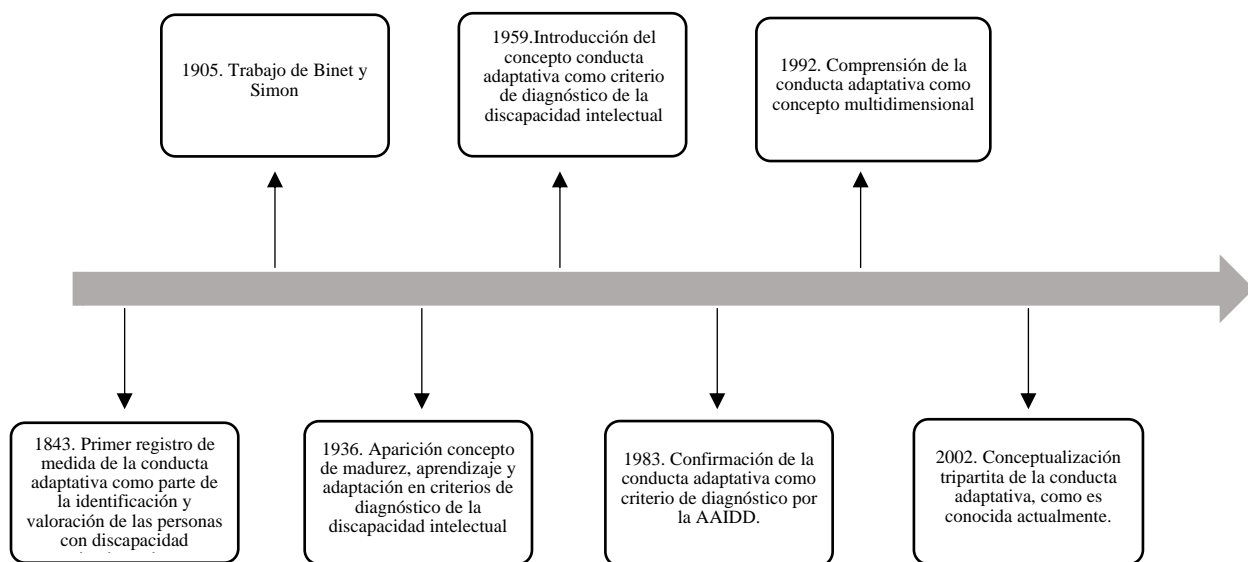 1905. Trabajo de Binet y
Simon
1959.Introducción del
concepto conducta
adaptativa como criterio
de diagnóstico de la
discapacidad intelectual
1992. Comprensión de la
conducta adaptativa como
concepto multidimensional
1843. Primer registro de
medida de la conducta
adaptativa como parte de
la identificación y
valoración de las personas
con discapacidad
1936. Aparición concepto
de madurez, aprendizaje y
adaptación en criterios de
diagnóstico de la
discapacidad intelectual
1983. Confirmación de la
conducta adaptativa como
criterio de diagnóstico por
la AAIDD.
2002. Conceptualización
tripartita de la conducta
adaptativa, como es
conocida actualmente.